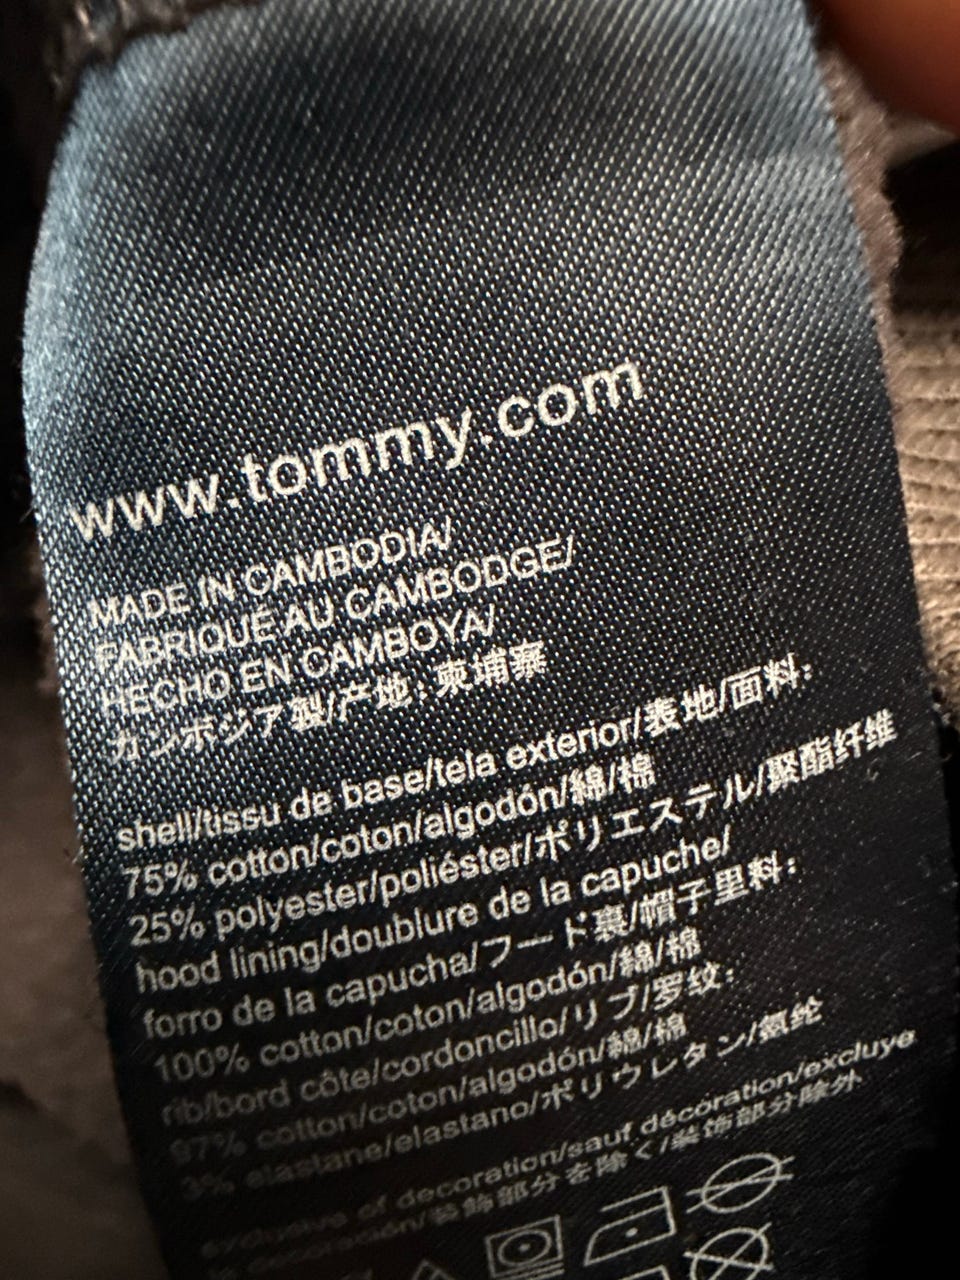 www.tommy.com
MADE IN CAMBODIA/
FABRIQUÉ AU CAMBODGE/
HECHO EN CAMBOYA/
カンボジア製/产地:柬埔寨
shell/tissu de base/tela exterior/表地/面料:
75% cotton/coton/algodón/綿/棉
25% polyester/poliéster/ポリエステル/聚酯纤维
hood lining/doublure de la capuche/
forro de la capucha/フード裏/帽子里料:
100% cotton/coton/algodón/綿/棉
rib/bord côte/cordoncillo/リブ/罗纹:
97% cotton/coton/algodón/綿/棉
3% elastane/elastano/ポリウレタン/氨纶
exclusive of decoration/sauf décoration/excluye
decoración/装飾部分を除く/装饰部分除外